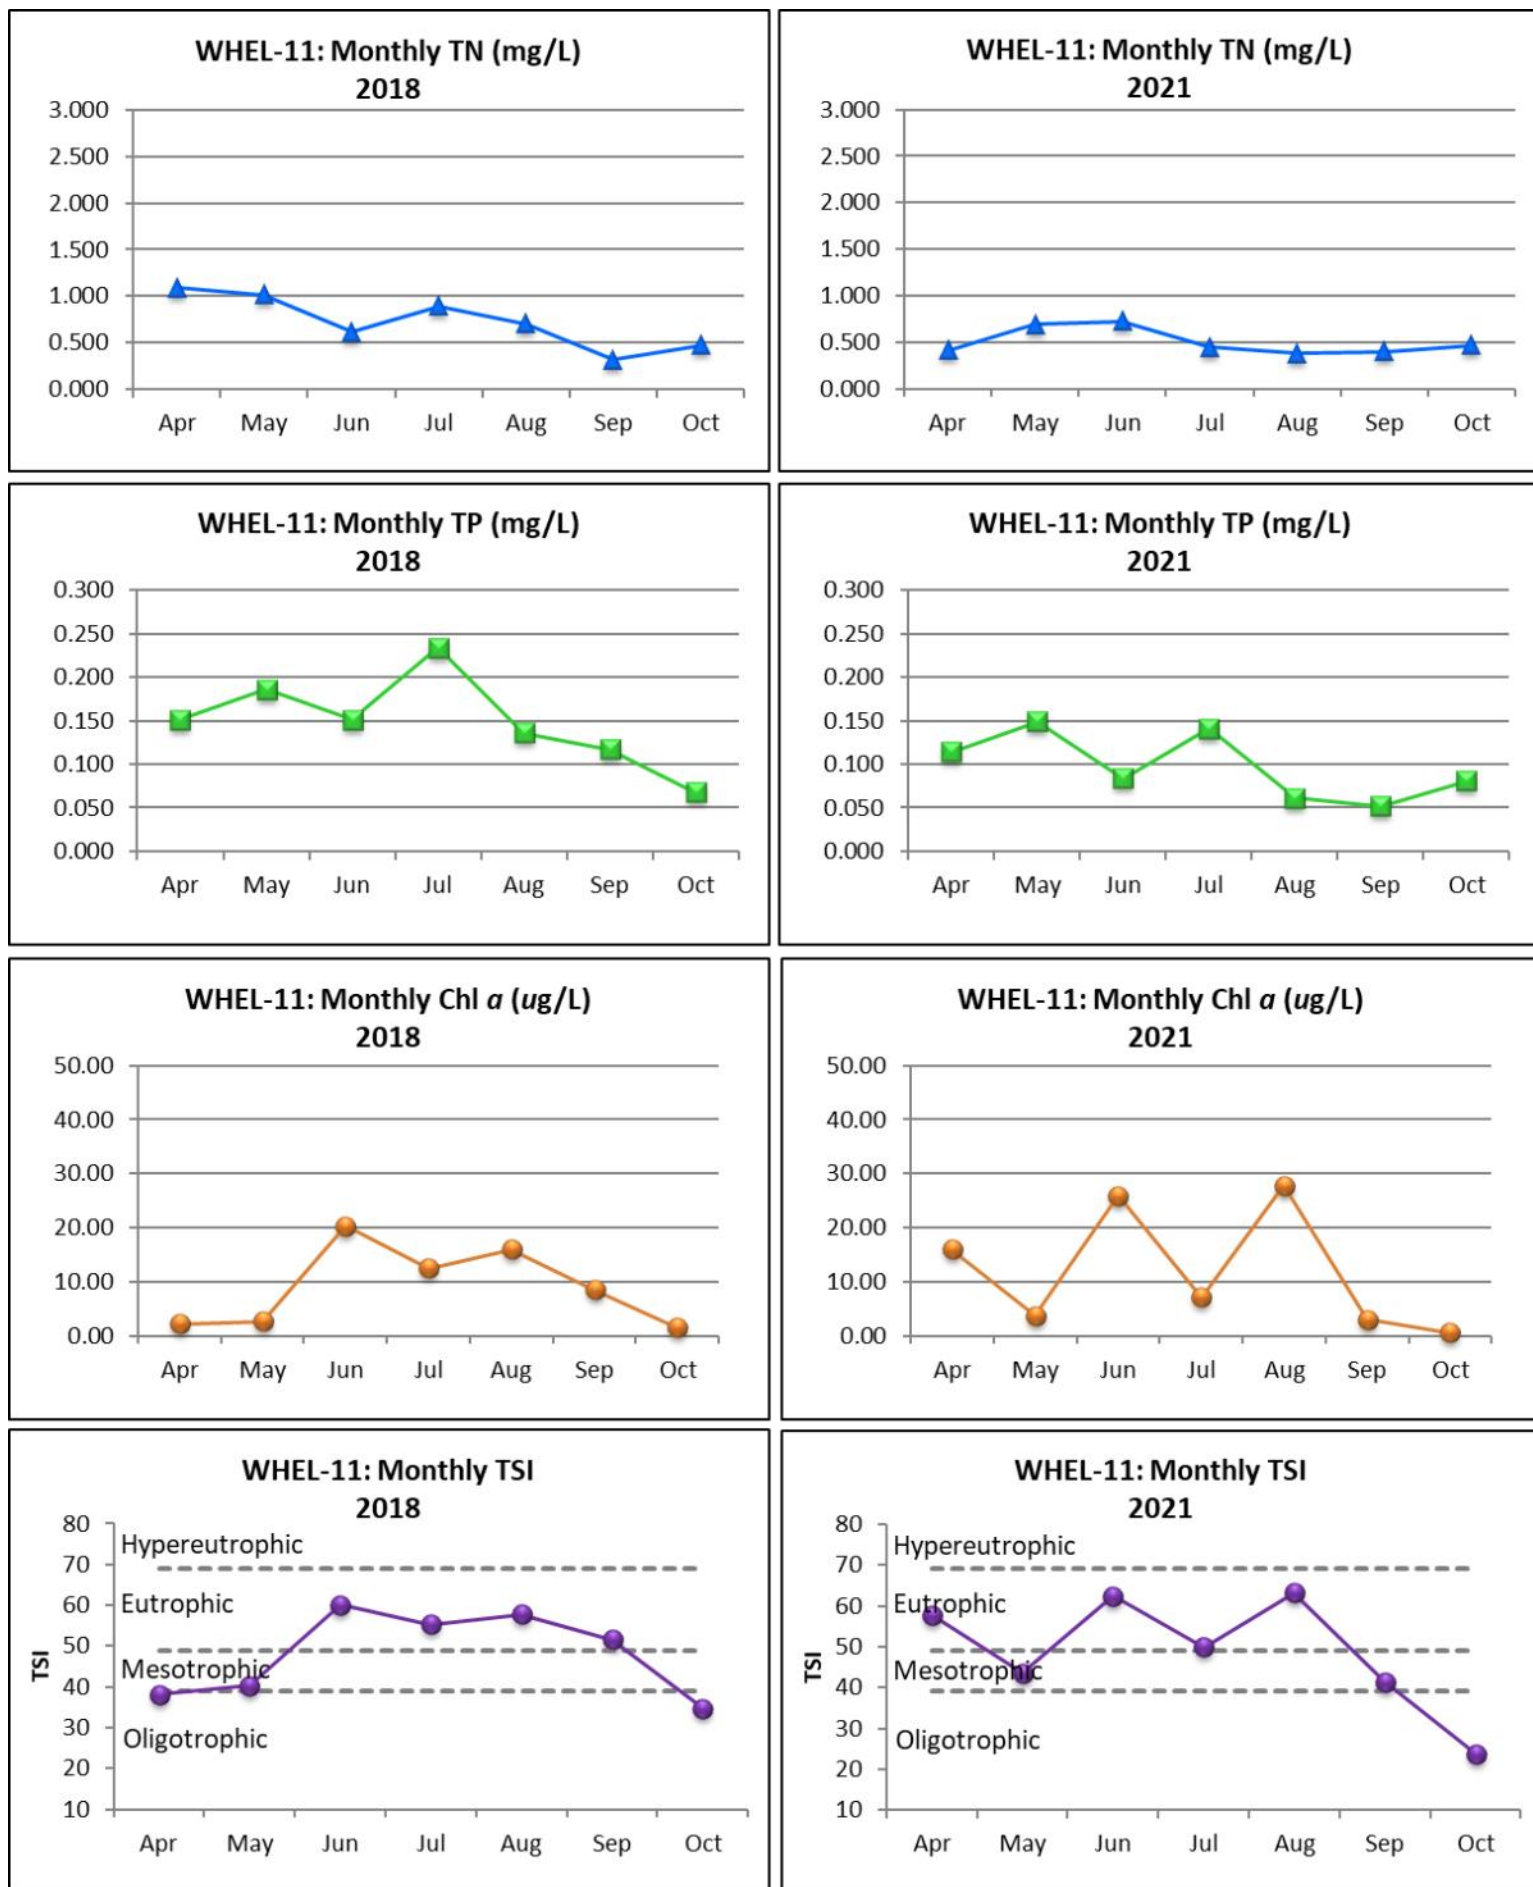 WHEL-11: Monthly TN (mg/L)
2018
3.000
2.500
2.000
1.500
1.000
0.500
0.000
Apr May Jun Jul Aug Sep Oct
WHEL-11: Monthly TN (mg/L)
2021
3.000
2.500
2.000
1.500
1.000
0.500
0.000
Apr May Jun Jul Aug Sep Oct
WHEL-11: Monthly TP (mg/L)
2018
0.300
0.250
0.200
0.150
0.100
0.050
0.000
Apr May Jun Jul Aug Sep Oct
WHEL-11: Monthly TP (mg/L)
2021
0.300
0.250
0.200
0.150
0.100
0.050
0.000
Apr May Jun Jul Aug Sep Oct
WHEL-11: Monthly Chl a (ug/L)
2018
50.00
40.00
30.00
20.00
10.00
0.00
Apr May Jun Jul Aug Sep Oct
WHEL-11: Monthly Chl a (ug/L)
2021
50.00
40.00
30.00
20.00
10.00
0.00
Apr May Jun Jul Aug Sep Oct
WHEL-11: Monthly TSI
2018
TSI
80
70
60
50
40
30
20
10
Hypereutrophic
Eutrophic
Mesotrophic
Oligotrophic
Apr May Jun Jul Aug Sep Oct
WHEL-11: Monthly TSI
2021
TSI
80
70
60
50
40
30
20
10
Hypereutrophic
Eutrophic
Mesotrophic
Oligotrophic
Apr May Jun Jul Aug Sep Oct